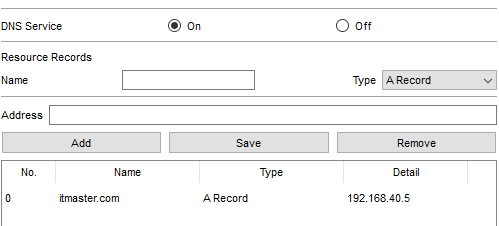 DNS Service On Off
Resource Records
Name Type A Record
Address
Add Save Remove
No. Name Type Detail
0 itmaster.com A Record 192.168.40.5